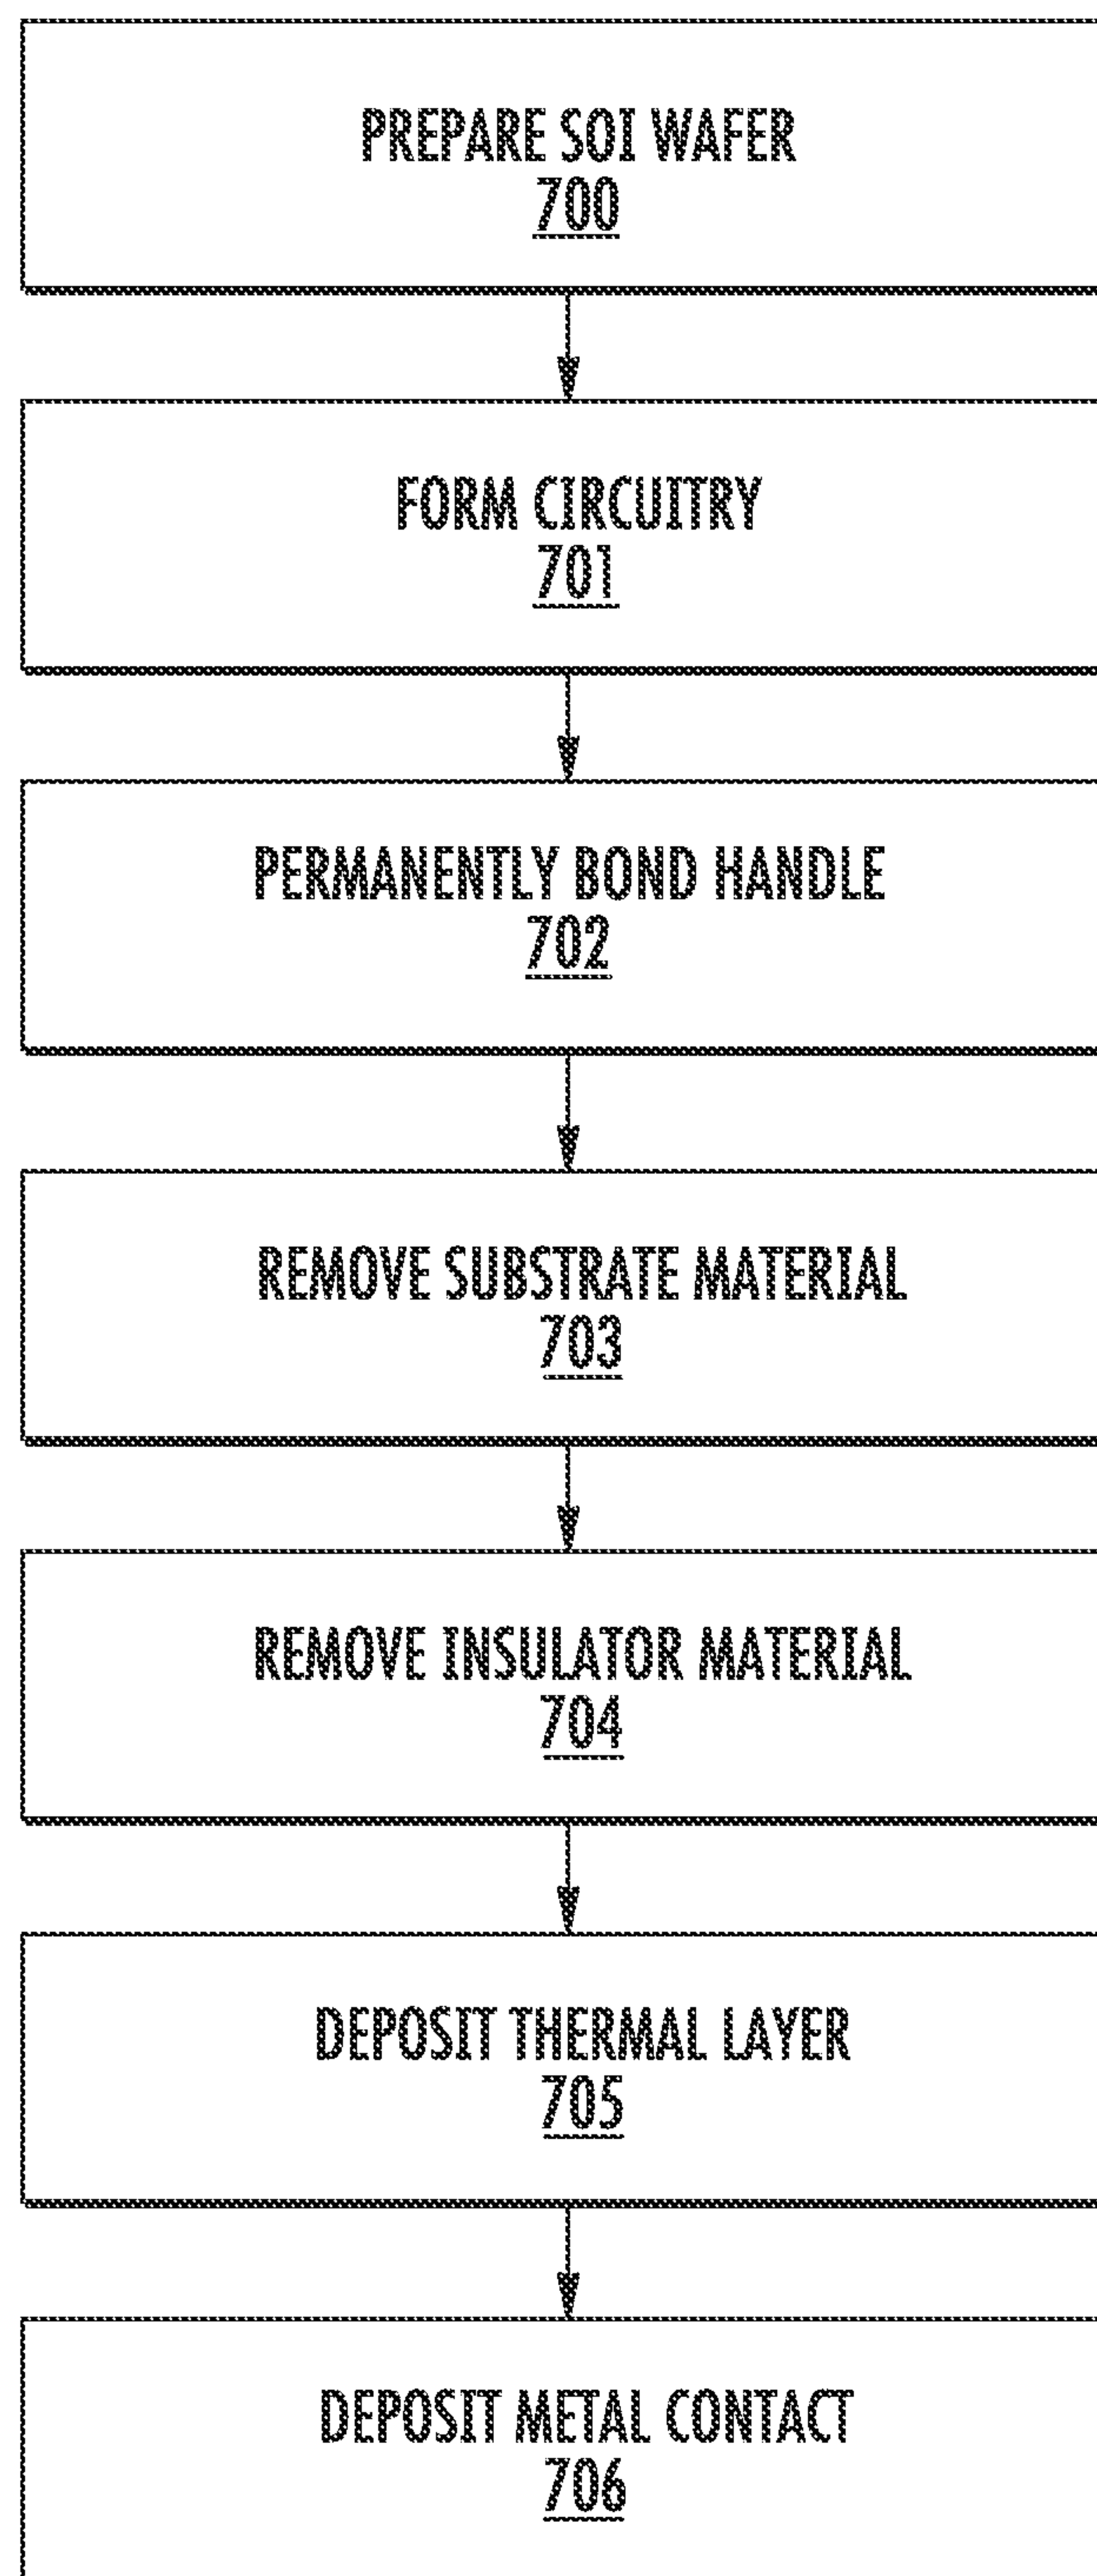 PREPARE SOI WAFER
700
FORM CIRCUITRY
701
PERMANENTLY BOND HANDLE
702
REMOVE SUBSTRATE MATERIAL
703
REMOVE INSULATOR MATERIAL
704
DEPOSIT THERMAL LAYER
705
DEPOSIT METAL CONTACT
706